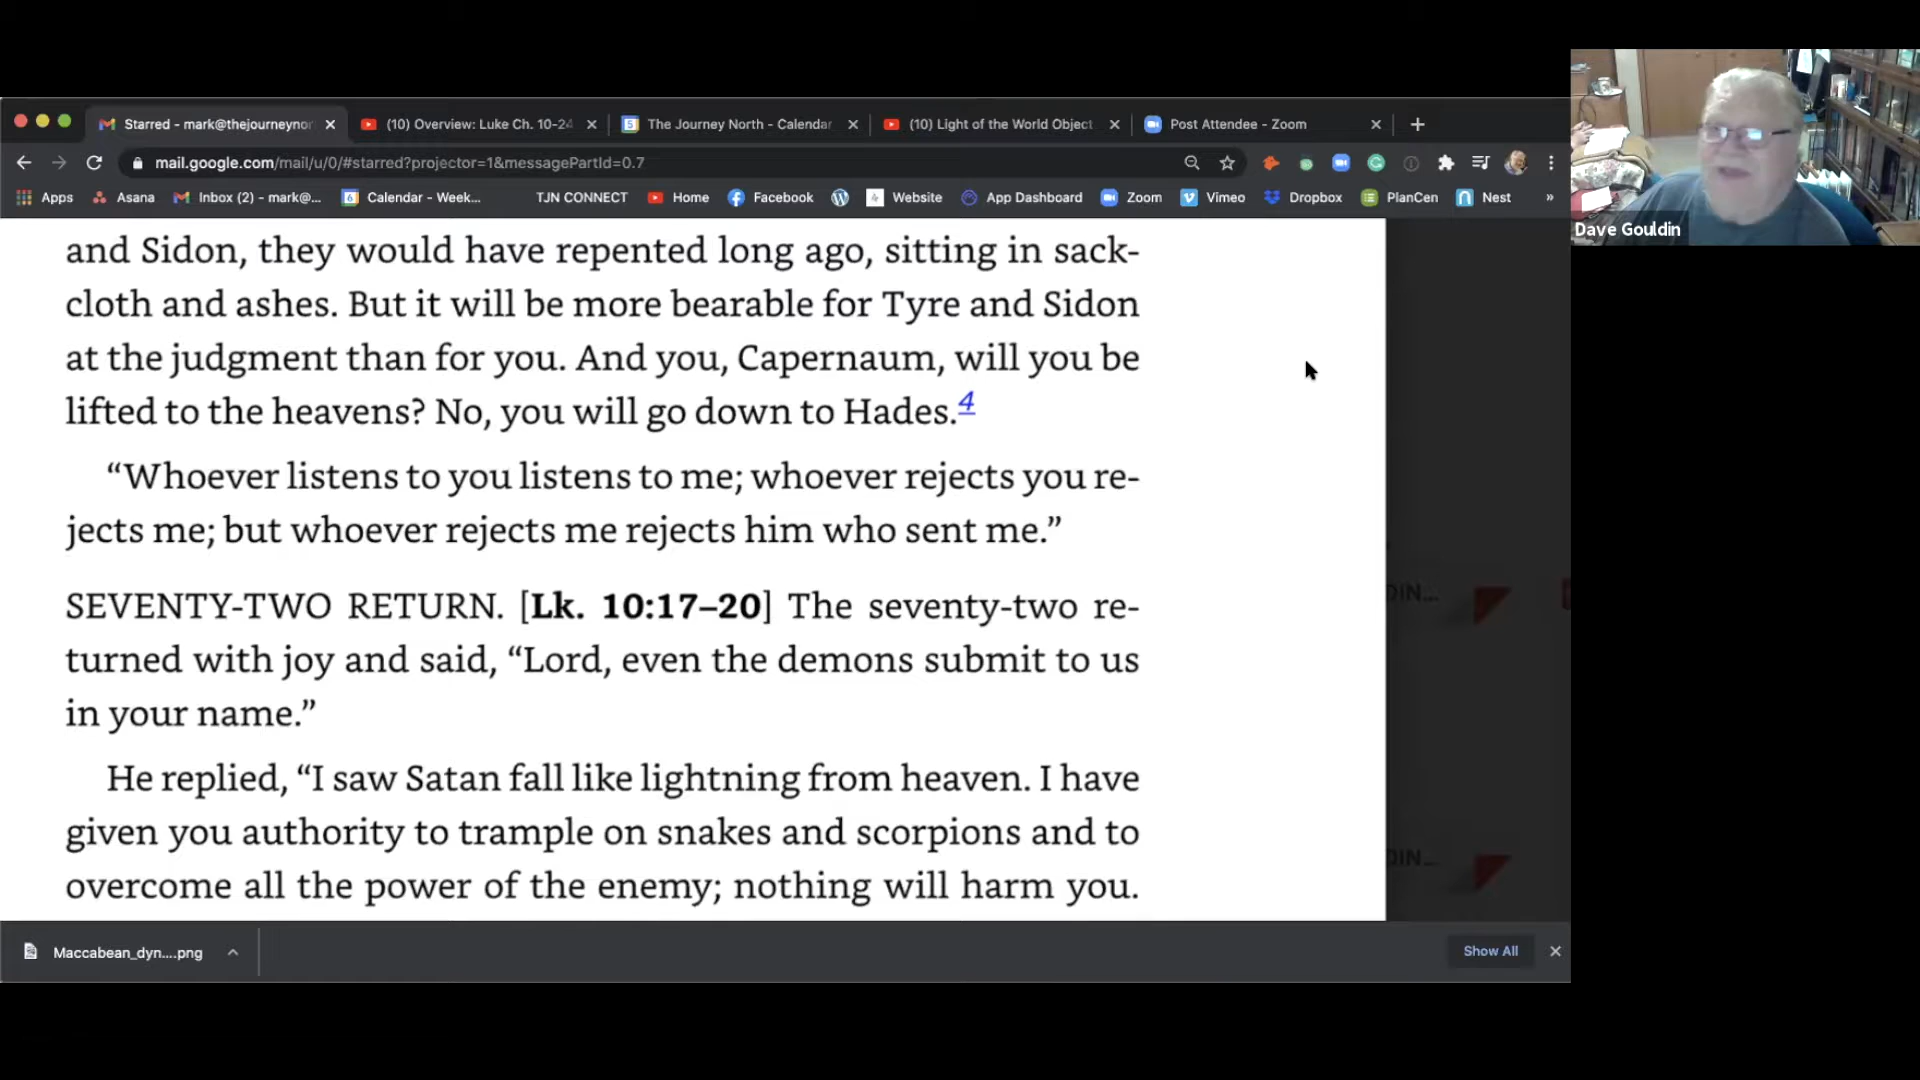 Starred - mark@thejourneynor
(10) Overview: Luke Ch. 10-24
The Journey North - Calendar
(10) Light of the World Object
Post Attendee - Zoom
mail.google.com/mail/u/0/#starred?projector=1&messagePartId=0.7
Apps
Asana
Inbox (2) - mark@...
Calendar - Week...
TJN CONNECT
Home
Facebook
Website
App Dashboard
Zoom
Vimeo
Dropbox
PlanCen
Nest
»
Dave Gouldin
and Sidon, they would have repented long ago, sitting in sack-
cloth and ashes. But it will be more bearable for Tyre and Sidon
at the judgment than for you. And you, Capernaum, will you be
lifted to the heavens? No, you will go down to Hades.4
“Whoever listens to you listens to me; whoever rejects you re-
jects me; but whoever rejects me rejects him who sent me.”
SEVENTY-TWO RETURN. [Lk. 10:17–20] The seventy-two re-
turned with joy and said, “Lord, even the demons submit to us
in your name.”
He replied, “I saw Satan fall like lightning from heaven. I have
given you authority to trample on snakes and scorpions and to
overcome all the power of the enemy; nothing will harm you.
DIN...
DIN...
Maccabean_dyn....png
Show All